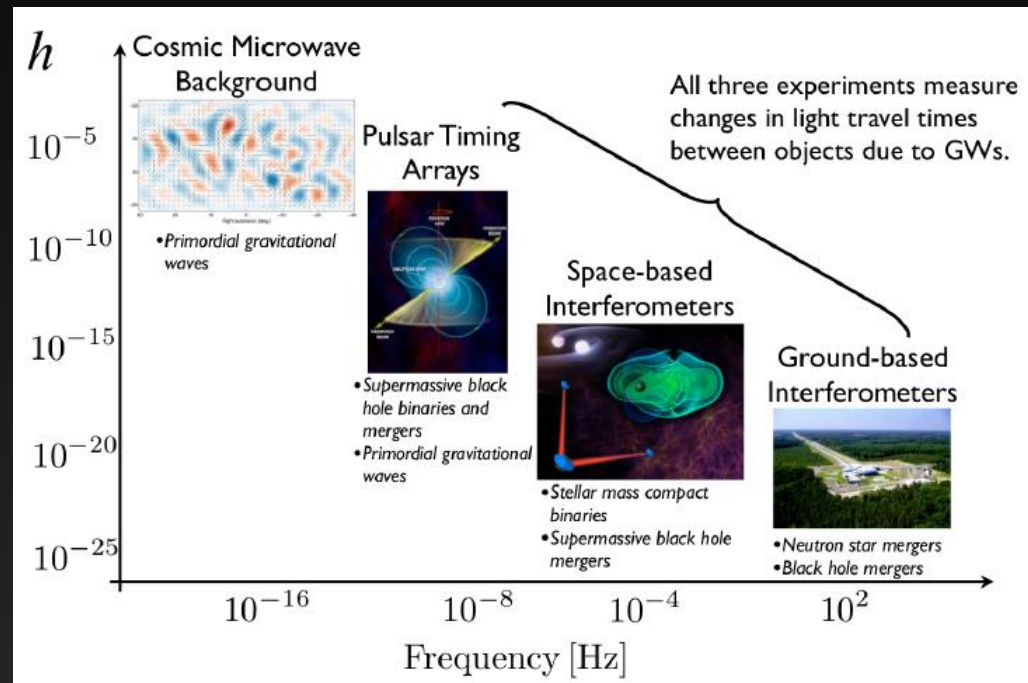 h
Cosmic Microwave
Background
All three experiments measure
changes in light travel times
between objects due to GWs.
10^{-5}
Pulsar Timing
Arrays
10^{-10}
•Primordial gravitational
waves
Space-based
Interferometers
10^{-15}
Ground-based
Interferometers
•Supermassive black
hole binaries and
mergers
•Primordial gravitational
waves
10^{-20}
•Stellar mass compact
binaries
•Supermassive black hole
mergers
•Neutron star mergers
•Black hole mergers
10^{-25}
10^{-16} 10^{-8} 10^{-4} 10^{2}
Frequency [Hz]